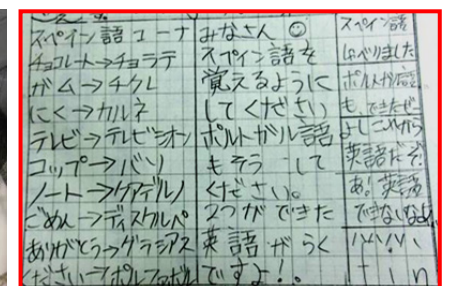 スペイン語コーナ
チョコレート→チョラテ
ガム→チクレ
にく→カルネ
テレビ→テレビシオン
コップ→バソ
ノート→クアデルノ
ごめん→ディスクルペ
ありがとう→グラシアス
ください→ポルファボル
みなさん☺
スペイン語を
覚えるように
してください
ポルトガル語
もそうして
ください。
2つができた
英語がらく
ですよ!。
スペイン語
しゃべりました
ポルトガル語
も、できたぜ
よしこれから
英語だぞ!
あ!英語
できないなよ